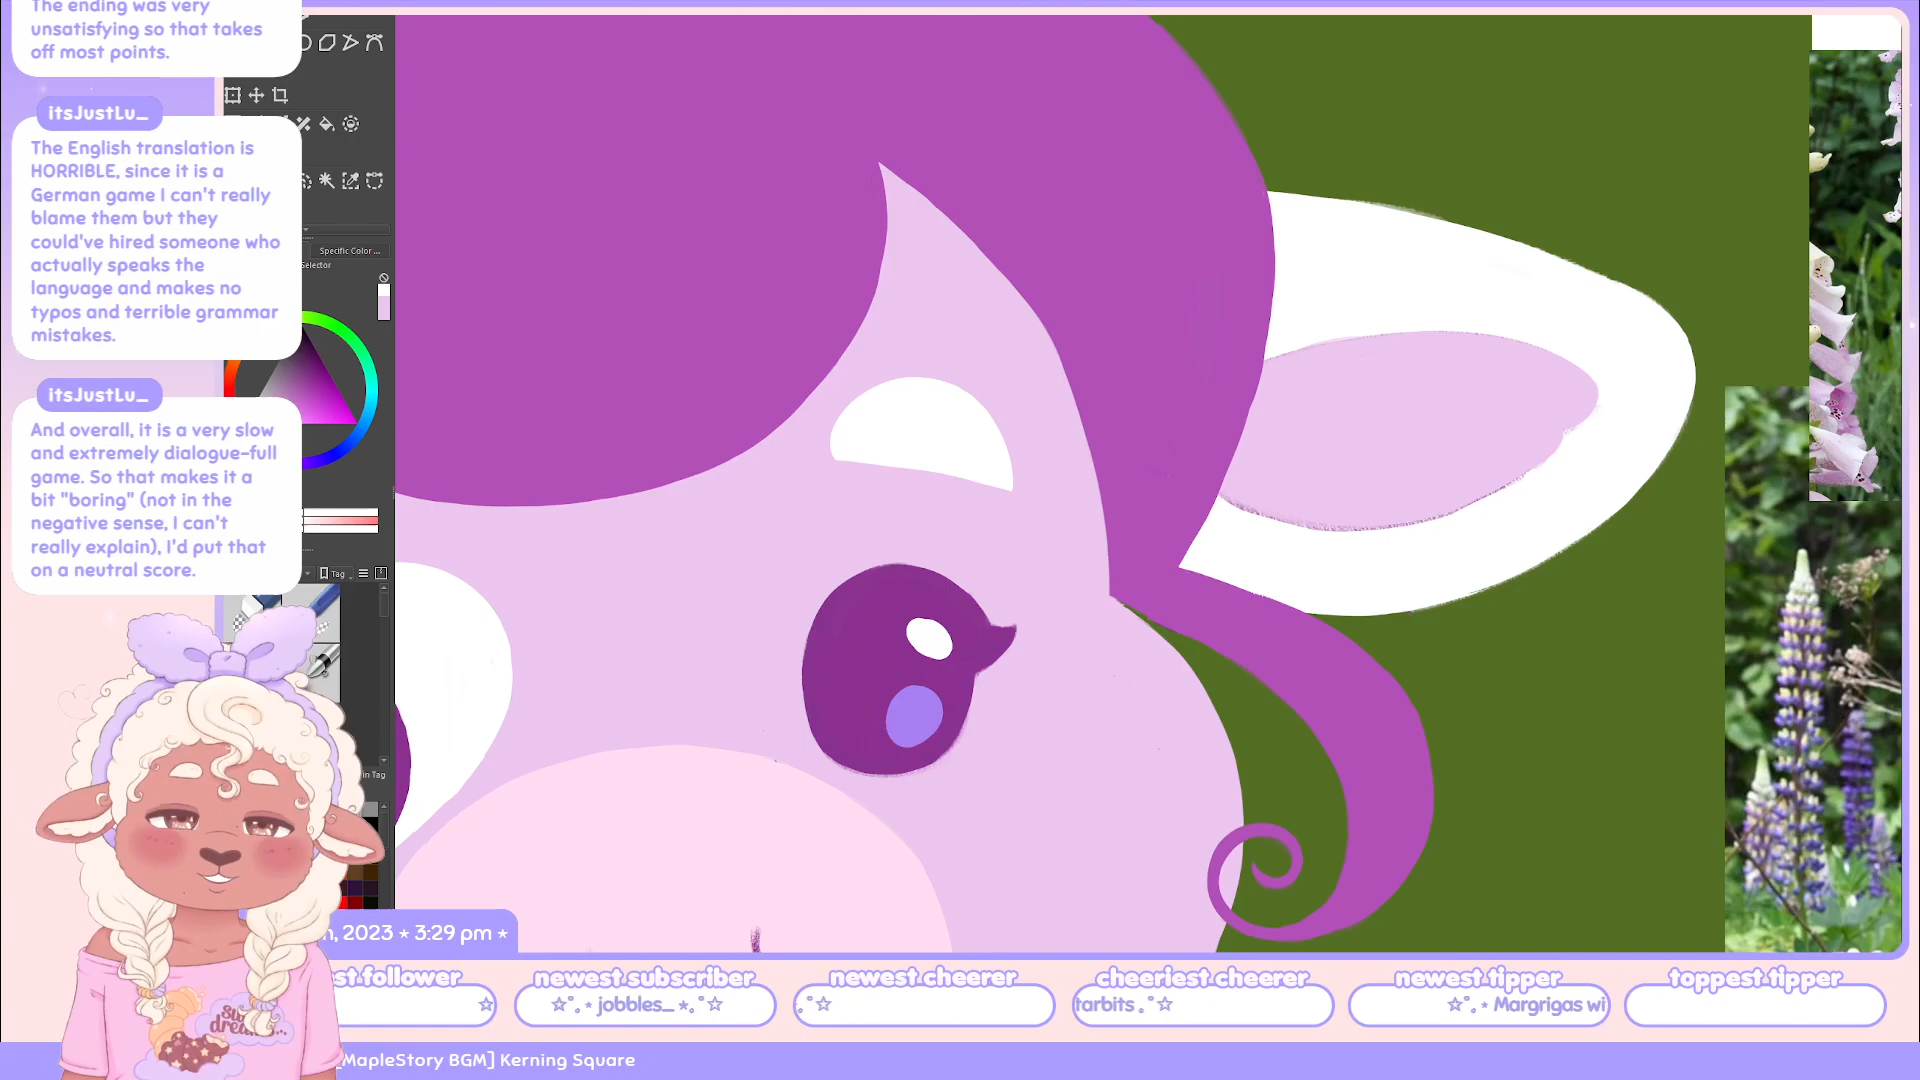 The ending was very
unsatisfying so that takes
off most points.
itsJustLu_
The English translation is
HORRIBLE, since it is a
German game I can't really
blame them but they
could've hired someone who
actually speaks the
language and makes no
typos and terrible grammar
mistakes.
itsJustLu_
And overall, it is a very slow
and extremely dialogue-full
game. So that makes it a
bit "boring" (not in the
negative sense, I can't
really explain), I'd put that
on a neutral score.
Specific Color ...
Selector
Tag
in Tag
, 2023 ⋆ 3:29 pm ⋆
st follower
newest subscriber
newest cheerer
cheeriest cheerer
newest tipper
toppest tipper
☆
☆°.⋆ jobbles_ ⋆.°☆
.°☆
tarbits .°☆
☆°.⋆ Margrigas wi
[MapleStory BGM] Kerning Square